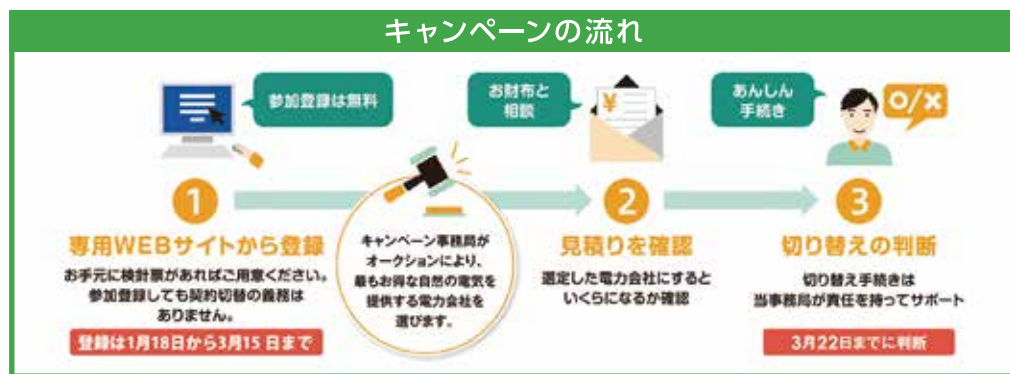 キャンペーンの流れ
参加登録は無料
お財布と
相談
¥
あんしん
手続き
O/X
1
専用WEBサイトから登録
お手元に検針票があればご用意ください。
参加登録しても契約切替の義務は
ありません。
登録は1月18日から3月15日まで
キャンペーン事務局が
オークションにより、
最もお得な自然の電気を
提供する電力会社を
選びます。
2
見積りを確認
選定した電力会社にすると
いくらになるか確認
3
切り替えの判断
切り替え手続きは
当事務局が責任を持ってサポート
3月22日までに判断